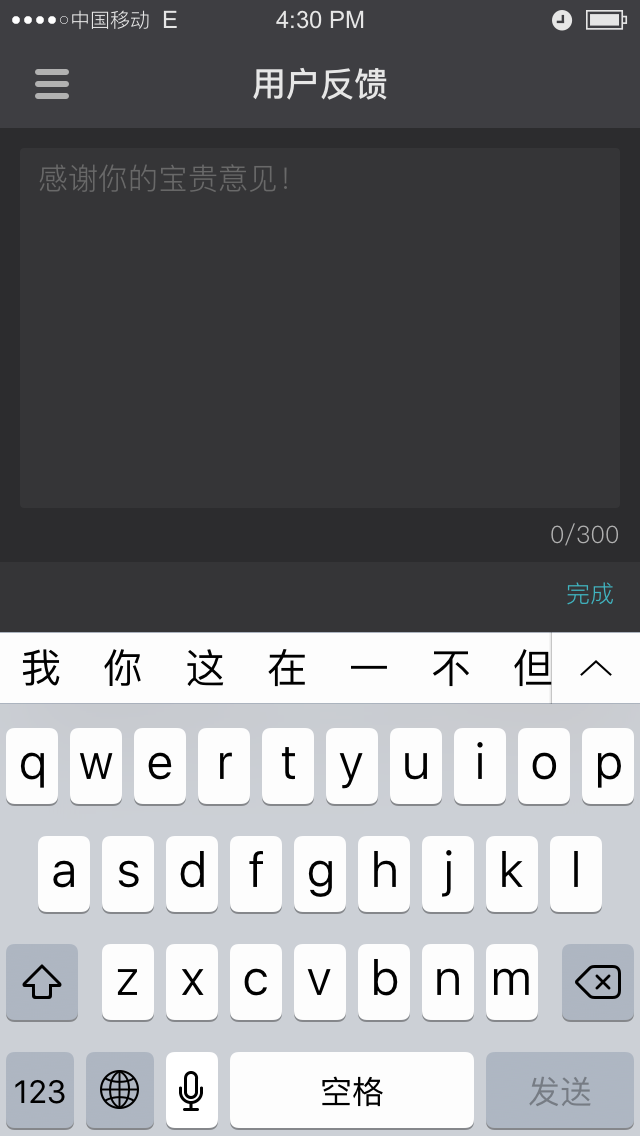 中国移动 E 4:30 PM
用户反馈
感谢你的宝贵意见！
0/300
完成
我 你 这 在 一 不 但
q w e r t y u i o p
a s d f g h j k l
z x c v b n m
123 空格 发送